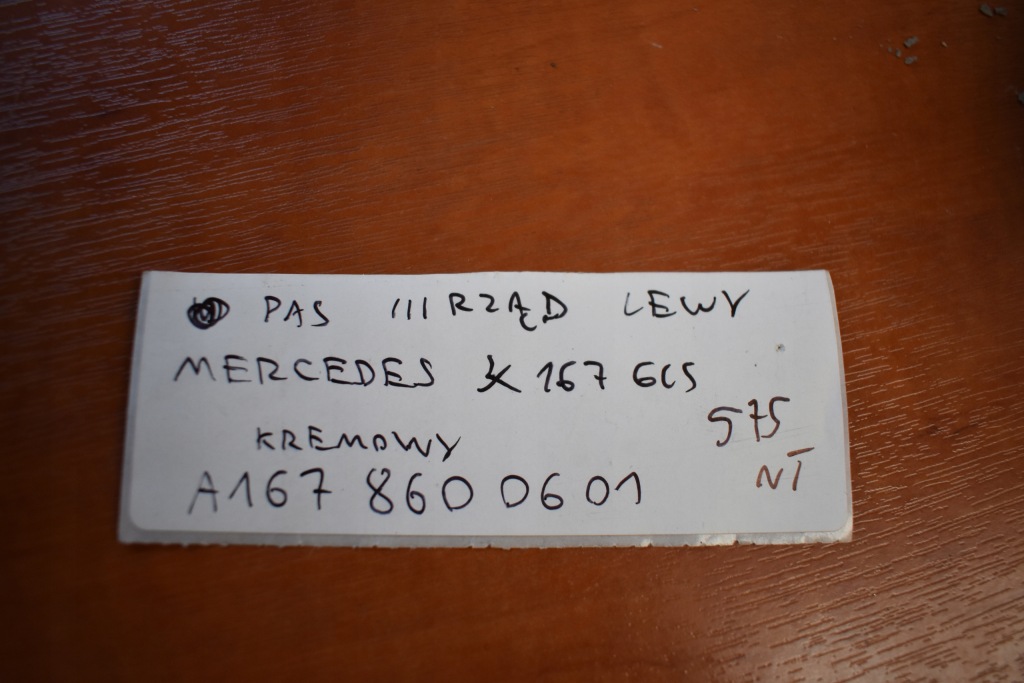 PAS III RZĄD LEWY
MERCEDES X 167 GLS
KREMOWY
575
NT
A167 860 06 01